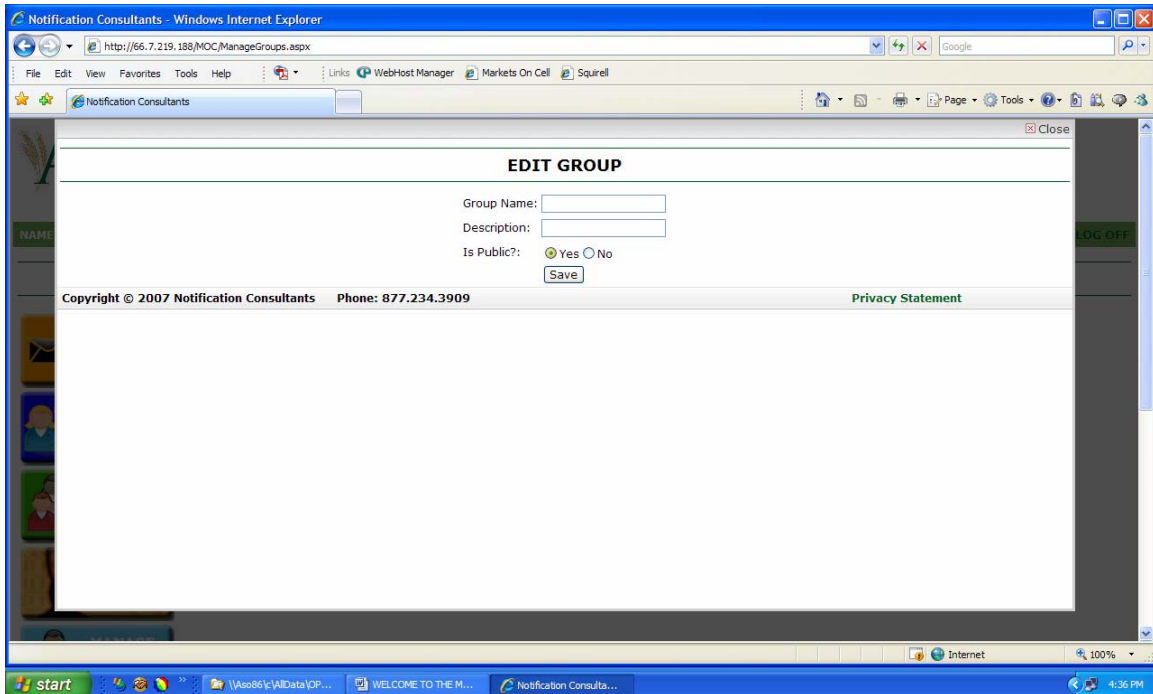 Notification Consultants - Windows Internet Explorer
http://66.7.219.188/MOC/ManageGroups.aspx
Google
File Edit View Favorites Tools Help Links WebHost Manager Markets On Cell Squirell
Notification Consultants
Page Tools
Close
EDIT GROUP
Group Name:
NAME
Description:
LOG OFF
Is Public?: Yes No
Save
Copyright © 2007 Notification Consultants Phone: 877.234.3909 Privacy Statement
MANAGE
Internet 100%
start \\Aso86\c\AllData\OP... WELCOME TO THE M... Notification Consulta... 4:36 PM